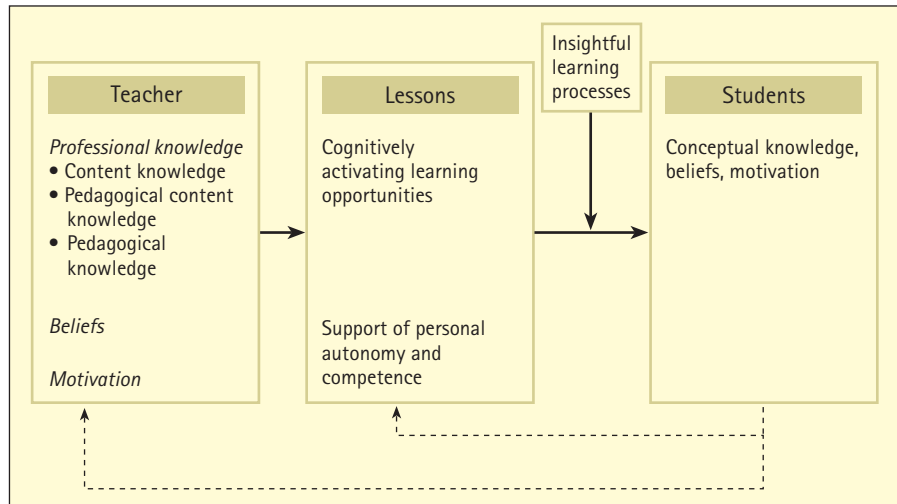 Insightful
learning
processes
Teacher
Professional knowledge
• Content knowledge
• Pedagogical content
knowledge
• Pedagogical
knowledge
Beliefs
Motivation
Lessons
Cognitively
activating learning
opportunities
Support of personal
autonomy and
competence
Students
Conceptual knowledge,
beliefs, motivation